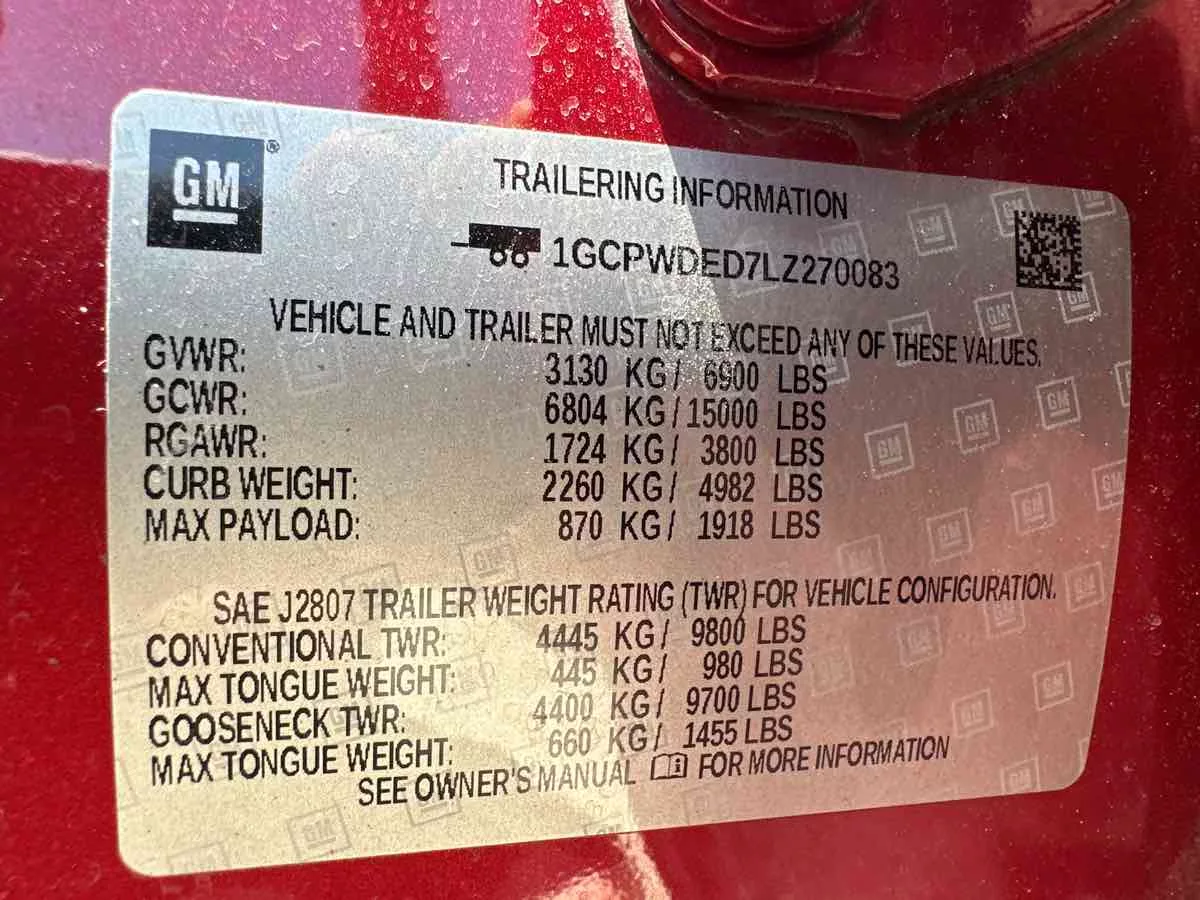 GM ®
TRAILERING INFORMATION
1GCPWDED7LZ270083
VEHICLE AND TRAILER MUST NOT EXCEED ANY OF THESE VALUES.
GVWR: 3130 KG/ 6900 LBS
GCWR: 6804 KG/15000 LBS
RGAWR: 1724 KG/ 3800 LBS
CURB WEIGHT: 2260 KG/ 4982 LBS
MAX PAYLOAD: 870 KG/ 1918 LBS
SAE J2807 TRAILER WEIGHT RATING (TWR) FOR VEHICLE CONFIGURATION.
CONVENTIONAL TWR: 4445 KG/ 9800 LBS
MAX TONGUE WEIGHT: 445 KG/ 980 LBS
GOOSENECK TWR: 4400 KG/ 9700 LBS
MAX TONGUE WEIGHT: 660 KG/ 1455 LBS
SEE OWNER'S MANUAL FOR MORE INFORMATION